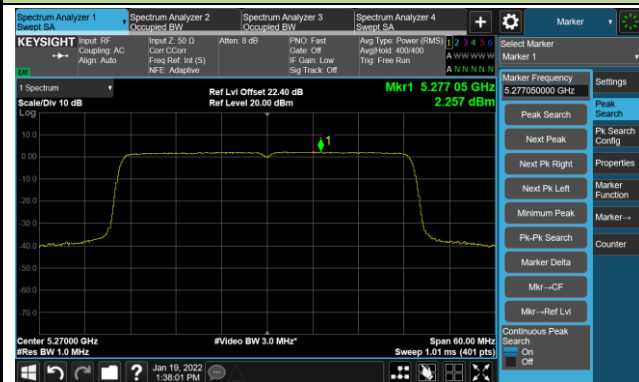 Spectrum Analyzer 1
Swept SA
Spectrum Analyzer 2
Occupied BW
Spectrum Analyzer 3
Occupied BW
Spectrum Analyzer 4
Swept SA
+
Marker
KEYSIGHT
Input: RF
Coupling: AC
Align: Auto
Input Z: 50 Ω
Corr CCorr
Freq Ref: Int (S)
NFE: Adaptive
Atten: 8 dB
PNO: Fast
Gate: Off
IF Gain: Low
Sig Track: Off
Avg Type: Power (RMS)
Avg|Hold: 400/400
Trig: Free Run
1 2 3 4 5 6
A W W W W W
A N N N N N
LXI
Select Marker
Marker 1
1 Spectrum
Scale/Div 10 dB
Log
Ref Lvl Offset 22.40 dB
Ref Level 20.00 dBm
Mkr1 5.277 05 GHz
2.257 dBm
10.0
0.00
-10.0
-20.0
-30.0
-40.0
-50.0
-60.0
-70.0
1
Center 5.27000 GHz
#Res BW 1.0 MHz
#Video BW 3.0 MHz*
Span 60.00 MHz
Sweep 1.01 ms (401 pts)
Marker Frequency
5.277050000 GHz
Peak Search
Next Peak
Next Pk Right
Next Pk Left
Minimum Peak
Pk-Pk Search
Marker Delta
Mkr→CF
Mkr→Ref Lvl
Continuous Peak
Search
On
Off
Settings
Peak
Search
Pk Search
Config
Properties
Marker
Function
Marker→
Counter
?
Jan 19, 2022
1:38:01 PM